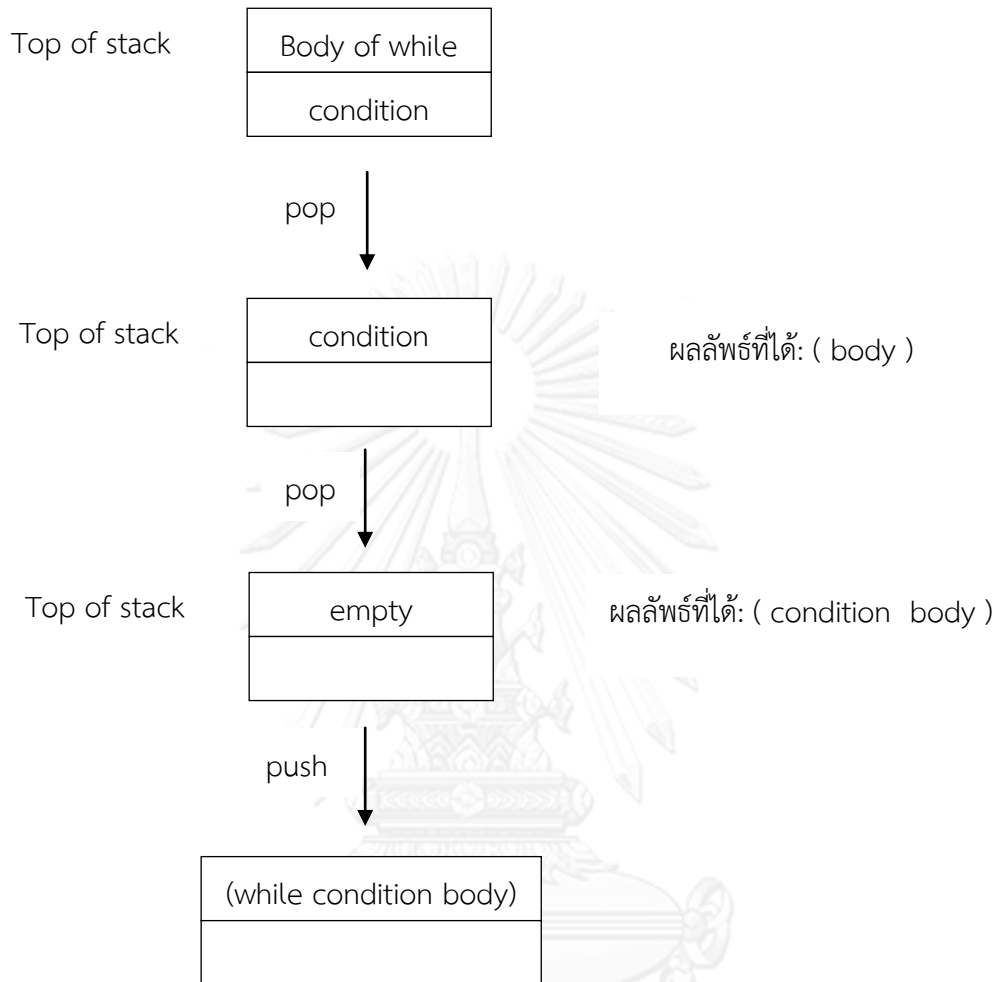 Top of stack
Body of while
condition
pop
Top of stack
condition
ผลลัพธ์ที่ได้: ( body )
pop
Top of stack
empty
ผลลัพธ์ที่ได้: ( condition body )
push
(while condition body)